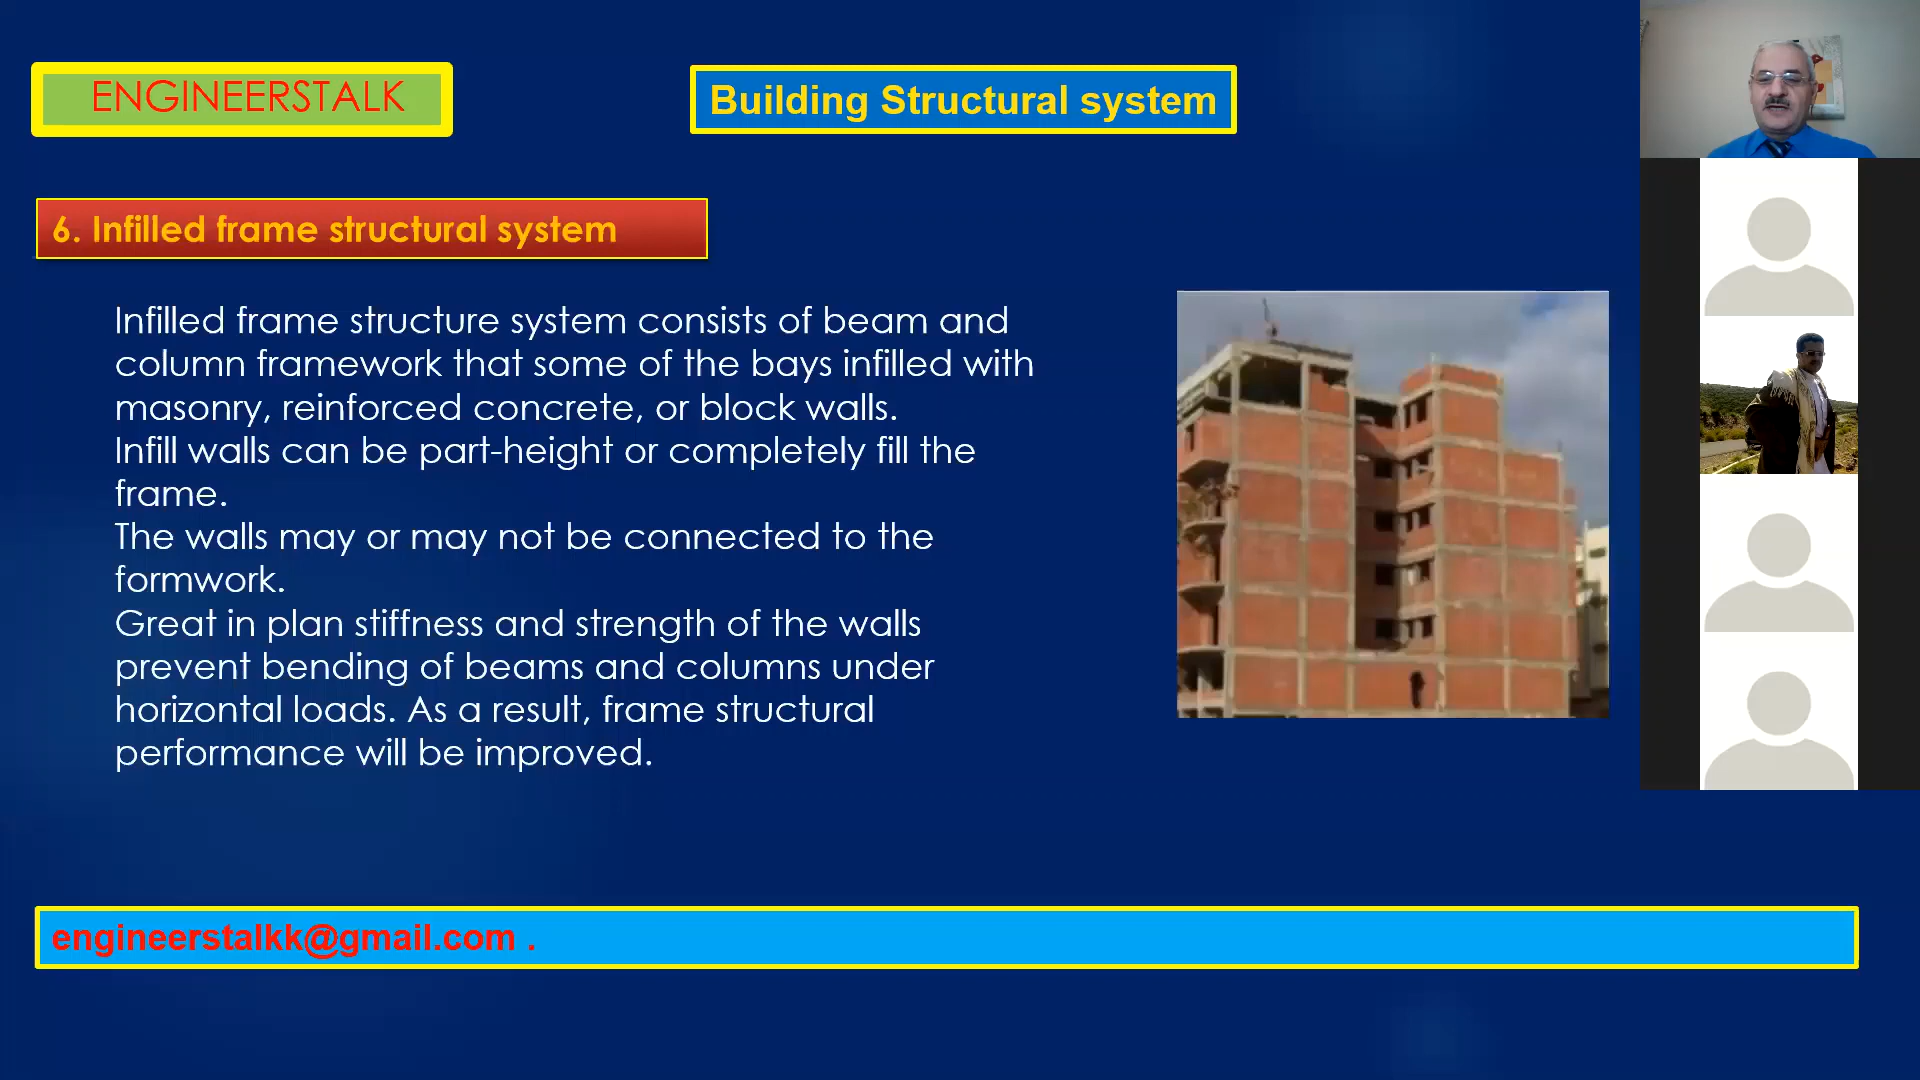 ENGINEERSTALK
Building Structural system
6. Infilled frame structural system
Infilled frame structure system consists of beam and
column framework that some of the bays infilled with
masonry, reinforced concrete, or block walls.
Infill walls can be part-height or completely fill the
frame.
The walls may or may not be connected to the
formwork.
Great in plan stiffness and strength of the walls
prevent bending of beams and columns under
horizontal loads. As a result, frame structural
performance will be improved.
engineerstalkk@gmail.com .